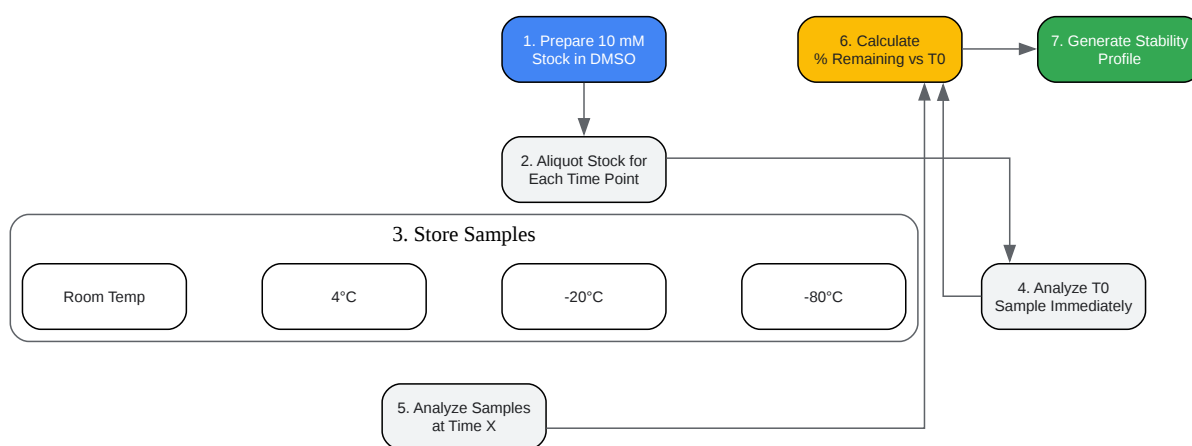 1. Prepare 10 mM
Stock in DMSO
2. Aliquot Stock for
Each Time Point
3. Store Samples
Room Temp
4°C
-20°C
-80°C
4. Analyze T0
Sample Immediately
5. Analyze Samples
at Time X
6. Calculate
% Remaining vs T0
7. Generate Stability
Profile